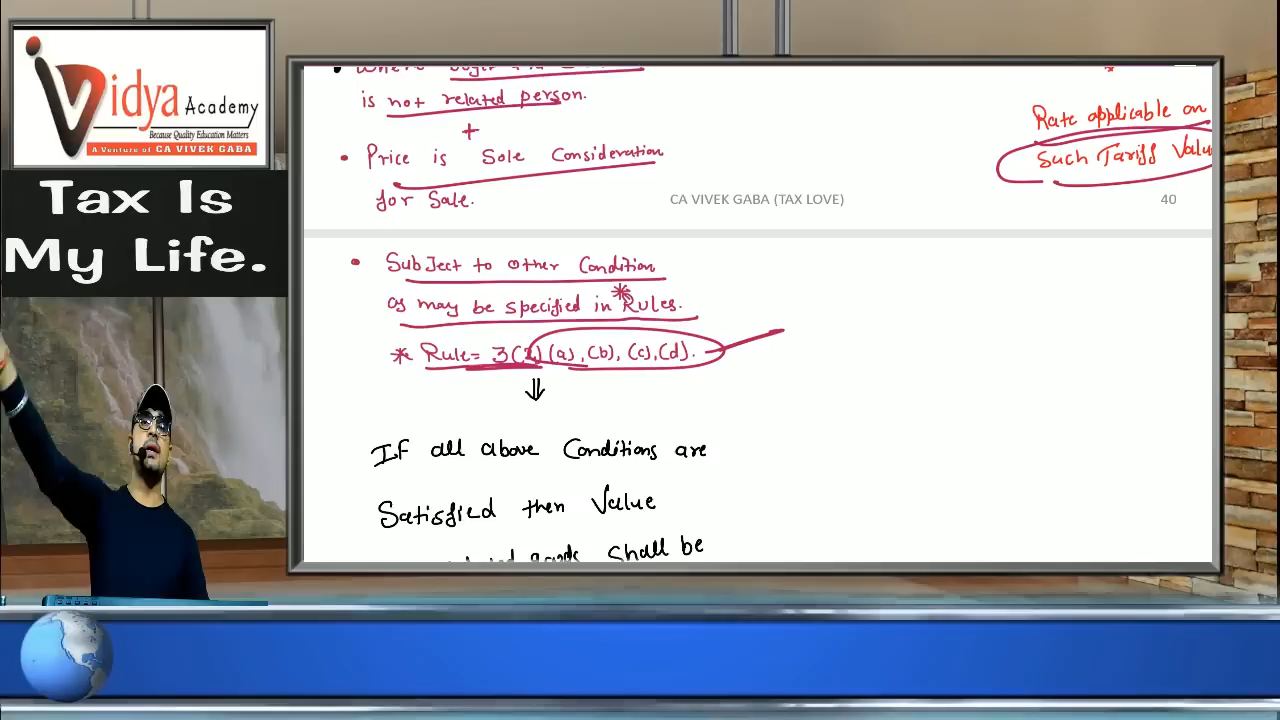 Vidya Academy
Because Quality Education Matters
A Venture of CA VIVEK GABA
Tax Is
My Life.
is not related person.
+
• Price is Sole Consideration
for Sale.
Rate applicable on
Such Tariff Valu
CA VIVEK GABA (TAX LOVE)
40
• Subject to other Condition
as may be specified in *Rules.
* Rule= 3(2) (a), (b), (c), (d).
⇓
If all above Conditions are
Satisfied then Value
goods Shall be